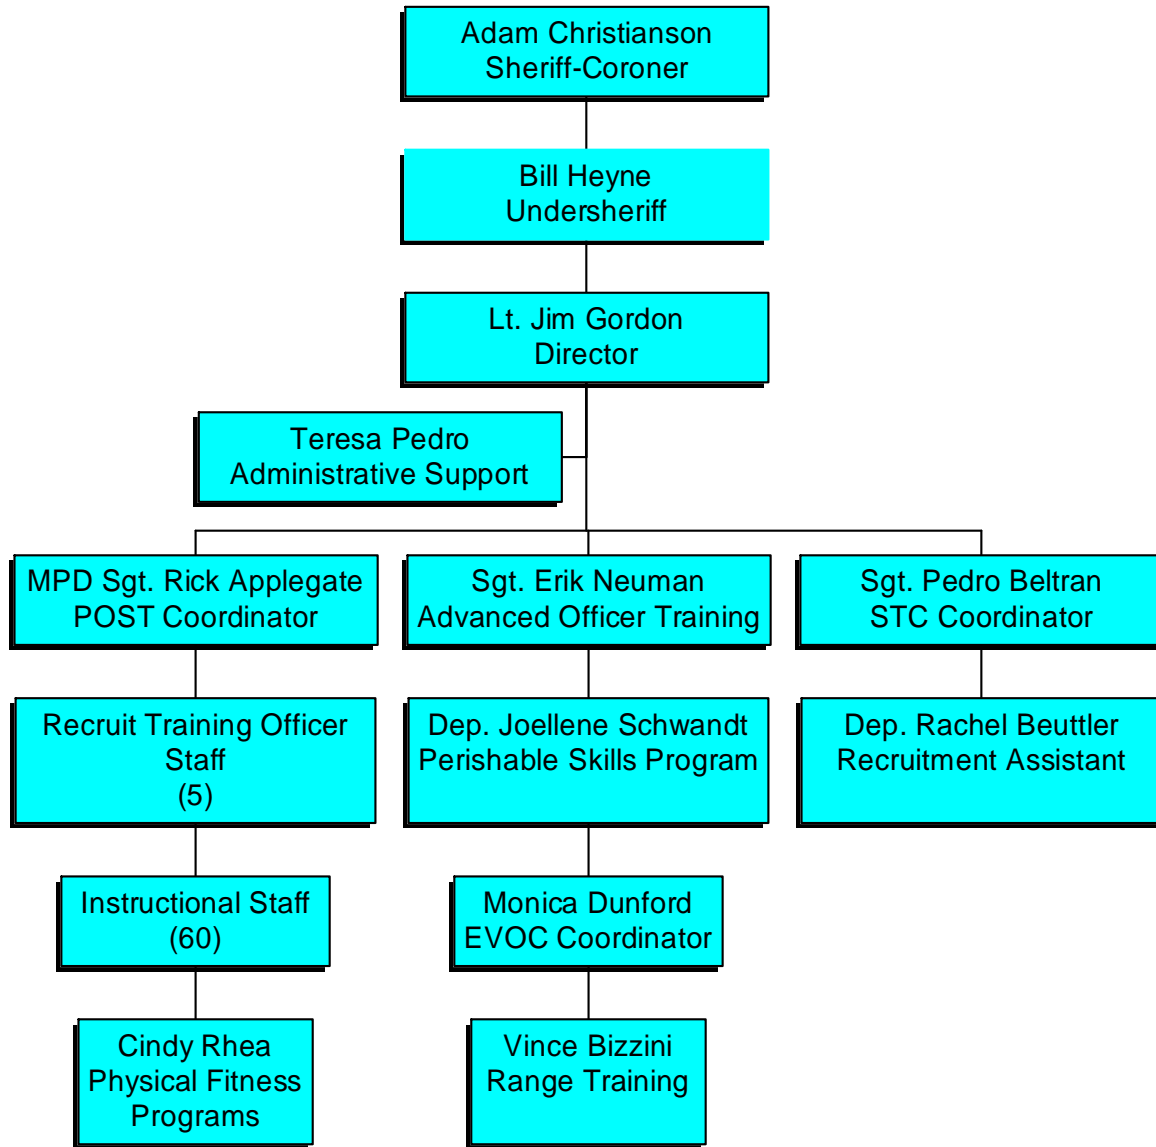 Adam Christianson
Sheriff-Coroner
Bill Heyne
Undersheriff
Lt. Jim Gordon
Director
Teresa Pedro
Administrative Support
MPD Sgt. Rick Applegate
POST Coordinator
Sgt. Erik Neuman
Advanced Officer Training
Sgt. Pedro Beltran
STC Coordinator
Recruit Training Officer
Staff
(5)
Dep. Joellene Schwandt
Perishable Skills Program
Dep. Rachel Beuttler
Recruitment Assistant
Instructional Staff
(60)
Monica Dunford
EVOC Coordinator
Cindy Rhea
Physical Fitness
Programs
Vince Bizzini
Range Training